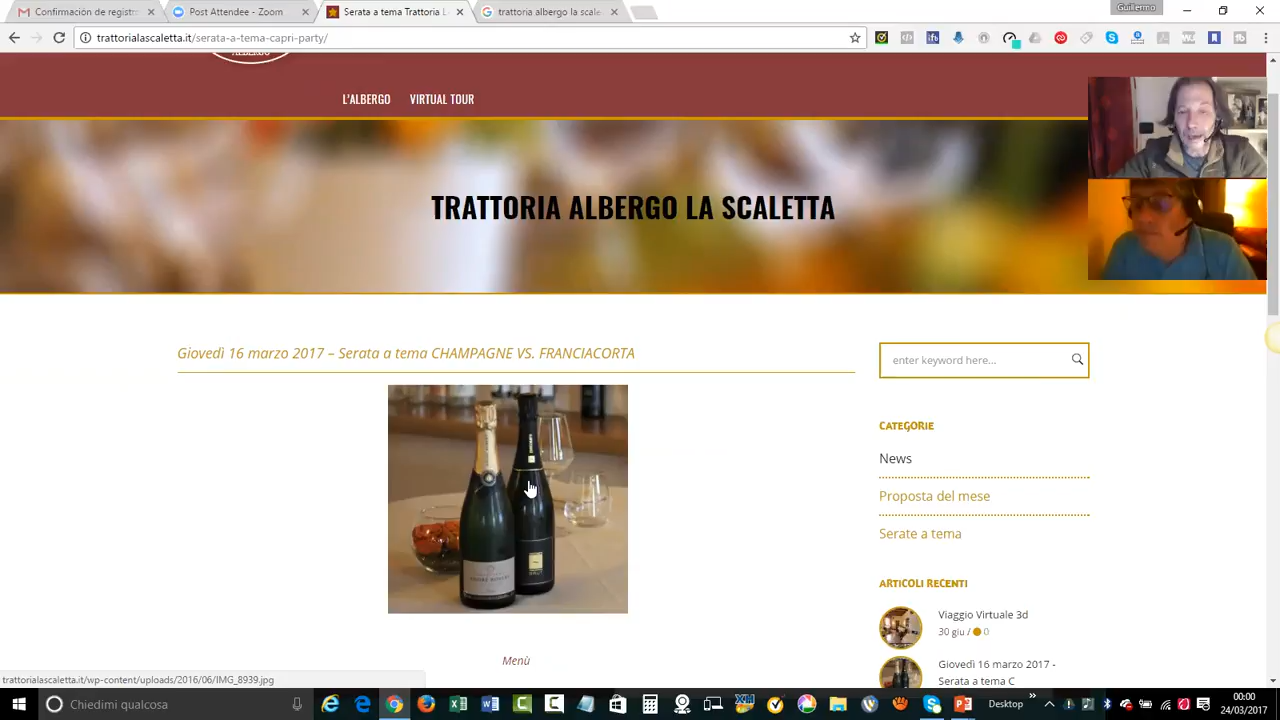 Confirmación de registr
Post Attendee - Zoom
Serata a tema Trattoria L
trattoria albergo la scale
Guillermo
trattorialascaletta.it/serata-a-tema-capri-party/
ALBERGO
L'ALBERGO
VIRTUAL TOUR
TRATTORIA ALBERGO LA SCALETTA
Giovedì 16 marzo 2017 – Serata a tema CHAMPAGNE VS. FRANCIACORTA
enter keyword here...
CATEGORIE
News
Proposta del mese
Serate a tema
ARTICOLI RECENTI
Viaggio Virtuale 3d
30 giu / 0
Giovedì 16 marzo 2017 -
Serata a tema C
Menù
trattorialascaletta.it/wp-content/uploads/2016/06/IMG_8939.jpg
Chiedimi qualcosa
Desktop
00:00
24/03/2017